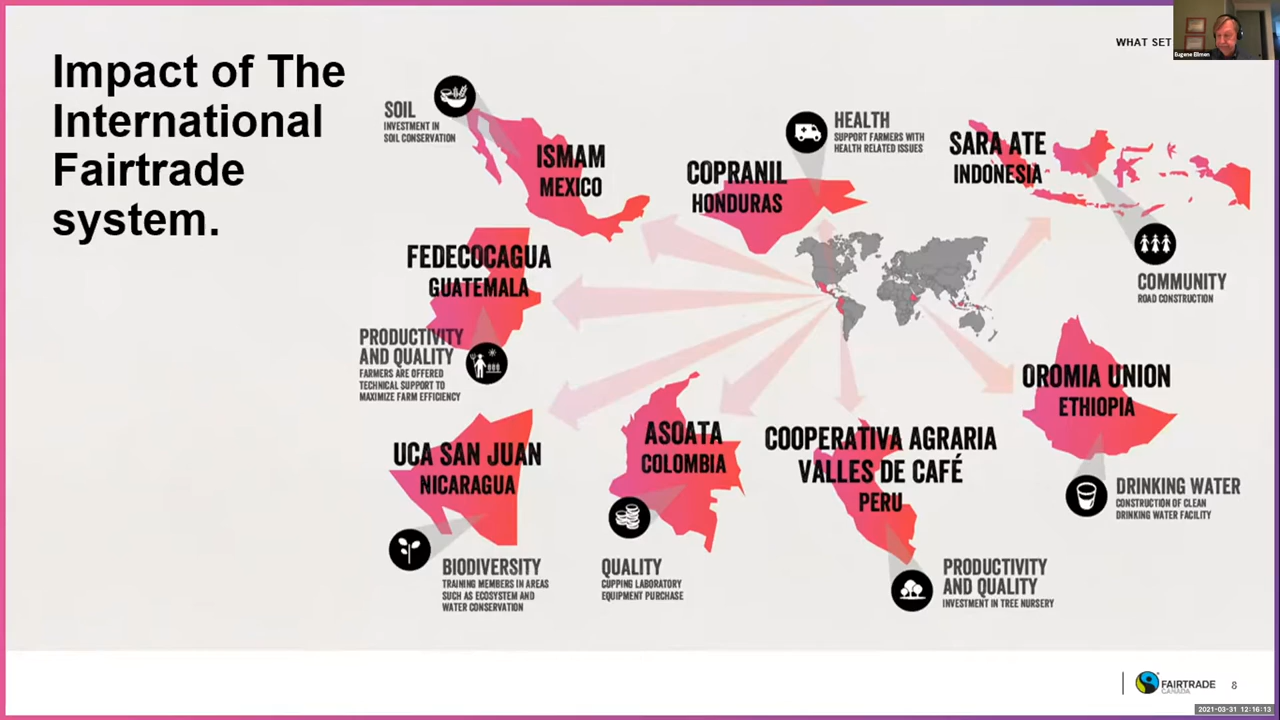 Impact of The
International
Fairtrade
system.
WHAT SET
Eugene Ellmen
SOIL
INVESTMENT IN
SOIL CONSERVATION
ISMAM
MEXICO
COPRANIL
HONDURAS
HEALTH
SUPPORT FARMERS WITH
HEALTH RELATED ISSUES
SARA ATE
INDONESIA
COMMUNITY
ROAD CONSTRUCTION
FEDECOCAGUA
GUATEMALA
PRODUCTIVITY
AND QUALITY
FARMERS ARE OFFERED
TECHNICAL SUPPORT TO
MAXIMIZE FARM EFFICIENCY
OROMIA UNION
ETHIOPIA
DRINKING WATER
CONSTRUCTION OF CLEAN
DRINKING WATER FACILITY
UCA SAN JUAN
NICARAGUA
BIODIVERSITY
TRAINING MEMBERS IN AREAS
SUCH AS ECOSYSTEM AND
WATER CONSERVATION
ASOATA
COLOMBIA
QUALITY
CUPPING LABORATORY
EQUIPMENT PURCHASE
COOPERATIVA AGRARIA
VALLES DE CAFÉ
PERU
PRODUCTIVITY
AND QUALITY
INVESTMENT IN TREE NURSERY
FAIRTRADE
CANADA
8
2021-03-31 12:16:13